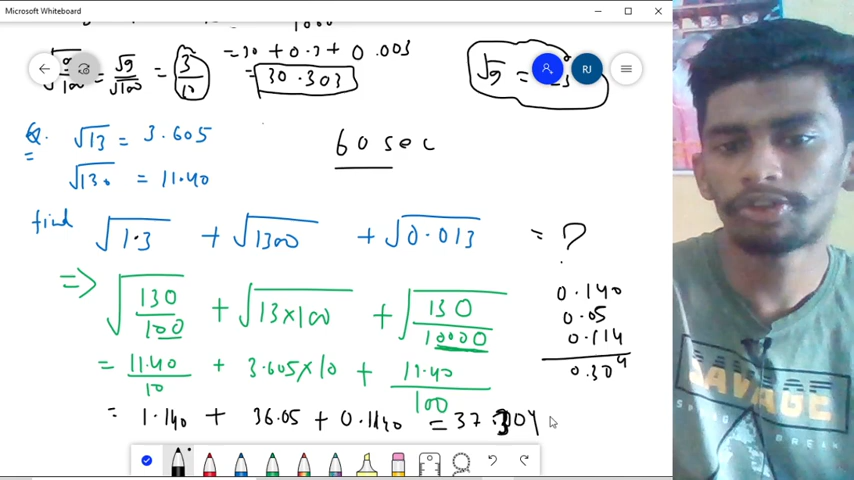 Microsoft Whiteboard
1000
= 30 + 0.3 + 0.003
√9/√100 = 3/10
= 30.303
√9 =
RJ
Q. √13 = 3.605
=
60 sec
√130 = 11.40
find √1.3 + √1300 + √0.013 = ?
=> √130/100 + √13×100 + √130/10000
0.140
0.05
0.114
0.304
= 11.40/10 + 3.605×10 + 11.40/100
= 1.140 + 36.05 + 0.1140 = 37.304
SAVAGE